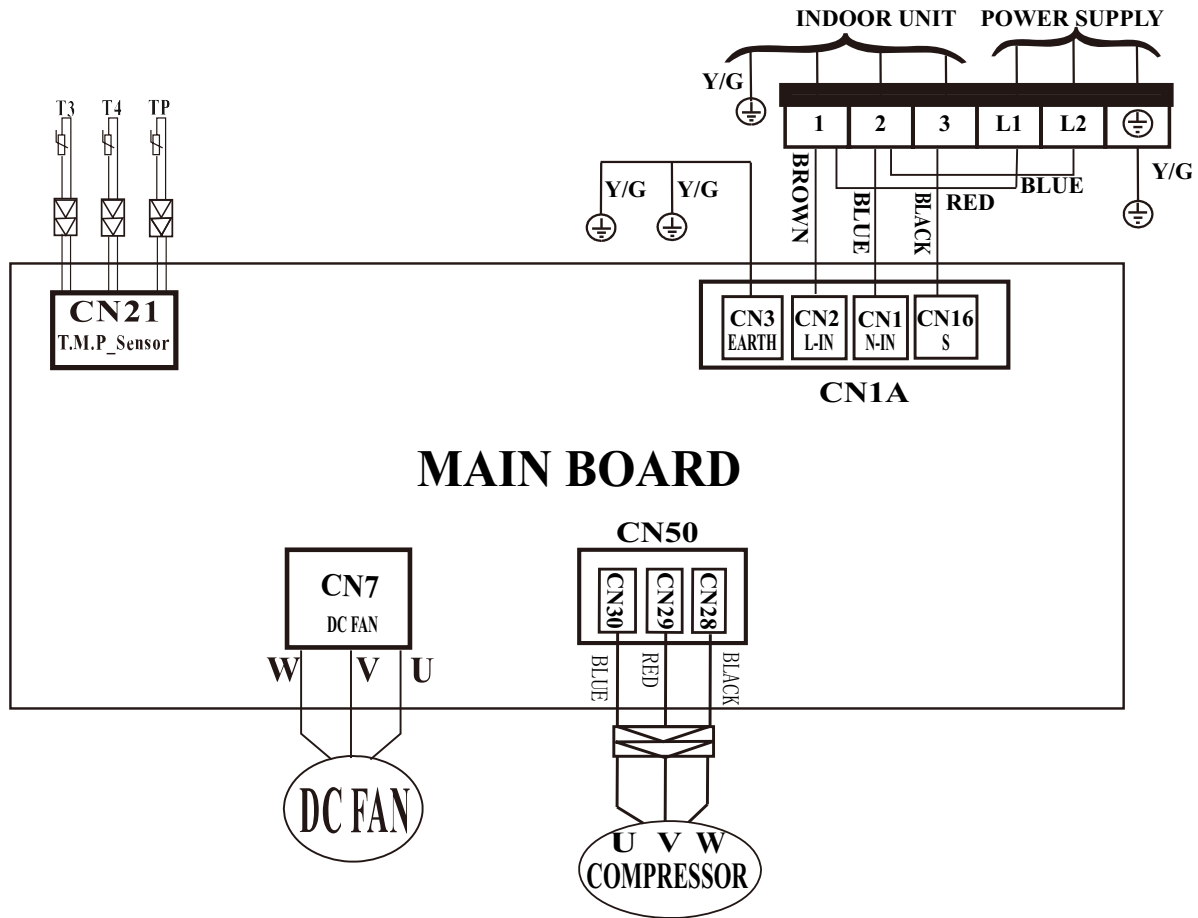 INDOOR UNIT POWER SUPPLY
Y/G
T3 T4 TP
1 2 3 L1 L2
Y/G Y/G
BROWN
BLUE
BLACK
RED
BLUE
Y/G
CN21
T.M.P_Sensor
CN3
EARTH
CN2
L-IN
CN1
N-IN
CN16
S
CN1A
MAIN BOARD
CN50
CN7
DC FAN
CN30
CN29
CN28
W V U
BLUE
RED
BLACK
DC FAN
U V W
COMPRESSOR